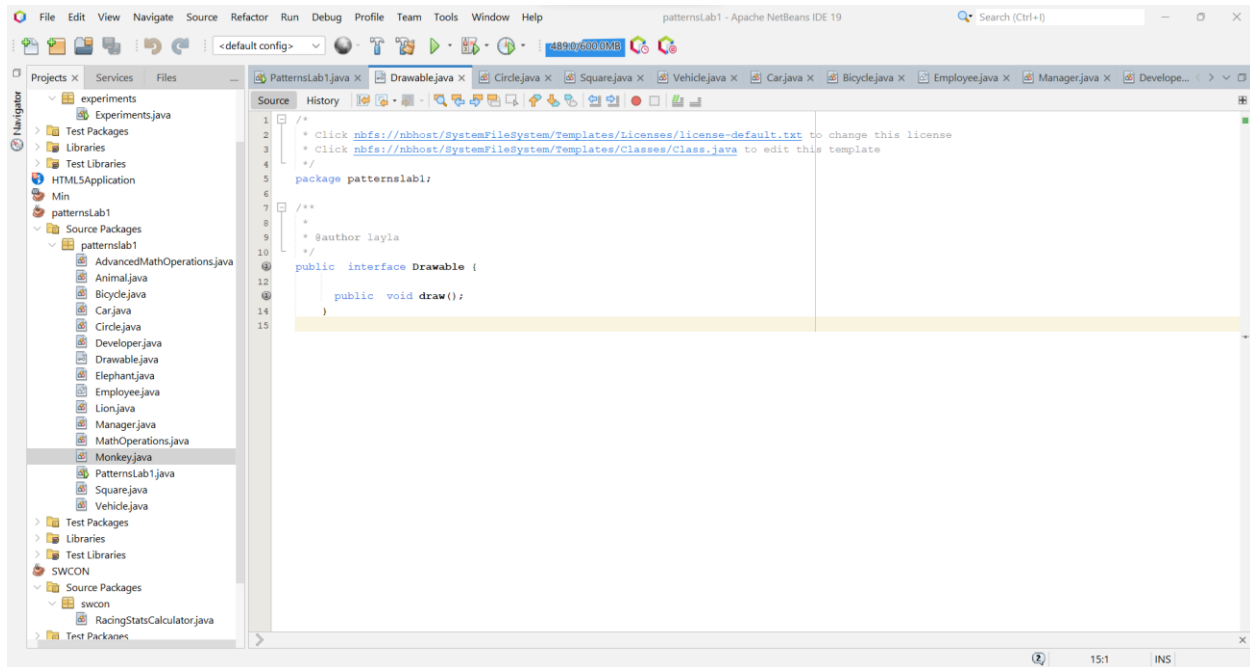 File Edit View Navigate Source Refactor Run Debug Profile Team Tools Window Help patternsLab1 - Apache NetBeans IDE 19 Search (Ctrl+I)
<default config> 489.0/600.0MB
Projects Services Files
PatternsLab1.java Drawable.java Circle.java Square.java Vehicle.java Car.java Bicycle.java Employee.java Manager.java Develope...
Navigator
experiments
Experiments.java
Test Packages
Libraries
Test Libraries
HTML5Application
Min
patternsLab1
Source Packages
patternslab1
AdvancedMathOperations.java
Animal.java
Bicycle.java
Car.java
Circle.java
Developer.java
Drawable.java
Elephant.java
Employee.java
Lion.java
Manager.java
MathOperations.java
Monkey.java
PatternsLab1.java
Square.java
Vehicle.java
Test Packages
Libraries
Test Libraries
SWCON
Source Packages
swcon
RacingStatsCalculator.java
Test Packages
Source History
1 /*
2 * Click nbfs://nbhost/SystemFileSystem/Templates/Licenses/license-default.txt to change this license
3 * Click nbfs://nbhost/SystemFileSystem/Templates/Classes/Class.java to edit this template
4 */
5 package patternslab1;
6
7 /**
8 *
9 * @author layla
10 */
public interface Drawable {
12
public void draw();
14 }
15
2 15:1 INS